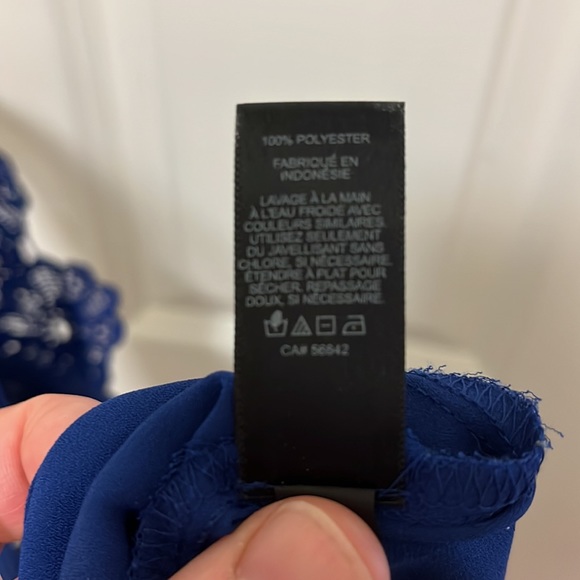 100% POLYESTER
FABRIQUÉ EN
INDONÉSIE
LAVAGE À LA MAIN
À L'EAU FROIDE AVEC
COULEURS SIMILAIRES.
UTILISEZ SEULEMENT
DU JAVELLISANT SANS
CHLORE, SI NÉCESSAIRE.
ÉTENDRE À PLAT POUR
SÉCHER. REPASSAGE
DOUX, SI NÉCESSAIRE.
CA# 56842